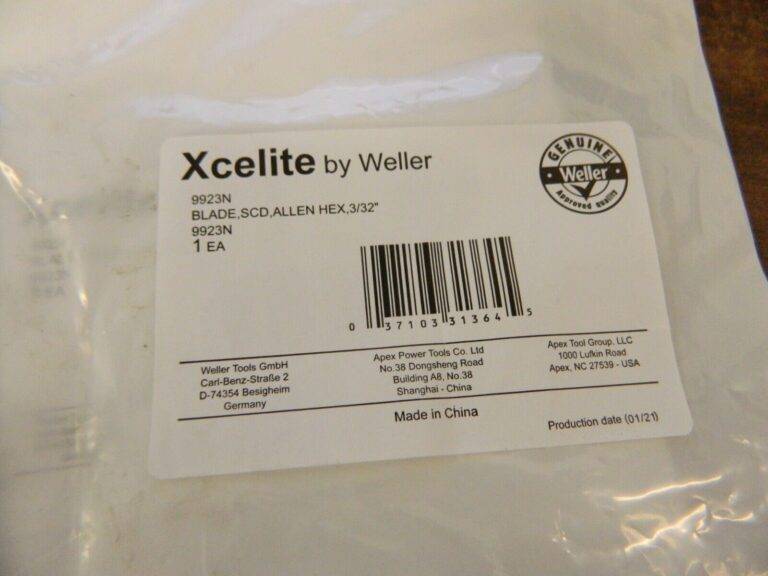 Xcelite by Weller
GENUINE
Weller
Approved quality
9923N
BLADE,SCD,ALLEN HEX,3/32"
9923N
1 EA
0 37103 31364 5
Weller Tools GmbH
Carl-Benz-Straße 2
D-74354 Besigheim
Germany
Apex Power Tools Co. Ltd
No.38 Dongsheng Road
Building A8, No.38
Shanghai - China
Apex Tool Group. LLC
1000 Lufkin Road
Apex, NC 27539 - USA
Made in China
Production date (01/21)